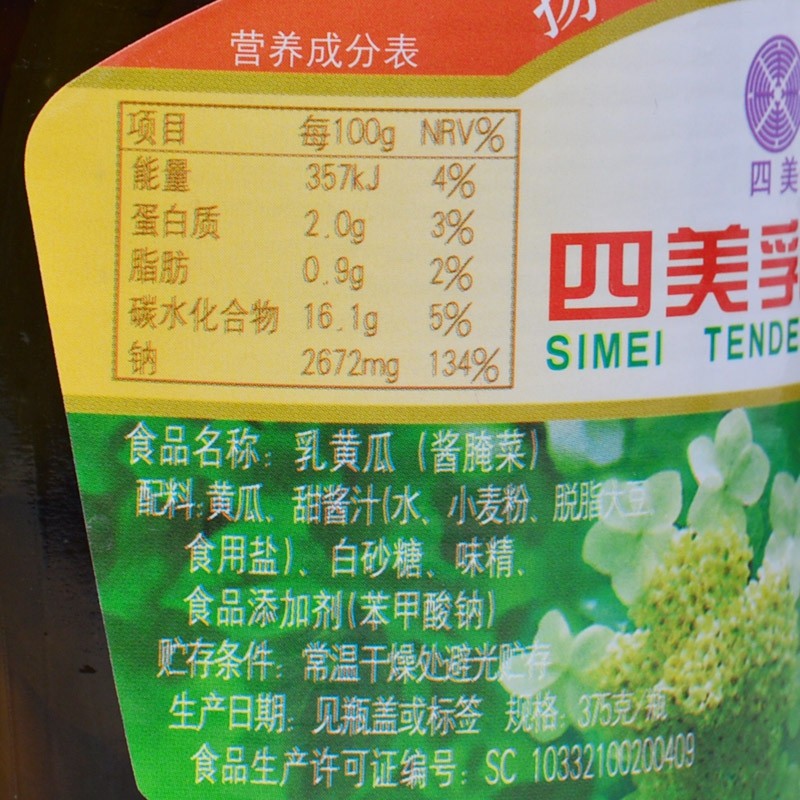 扬
营养成分表
项目 每100g NRV%
能量 357kJ 4%
蛋白质 2.0g 3%
脂肪 0.9g 2%
碳水化合物 16.1g 5%
钠 2672mg 134%
四美
四美乳
SIMEI TENDE
食品名称：乳黄瓜（酱腌菜）
配料:黄瓜、甜酱汁(水、小麦粉、脱脂大豆、
食用盐)、白砂糖、味精、
食品添加剂(苯甲酸钠)
贮存条件：常温干燥处避光贮存
生产日期：见瓶盖或标签 规格：375克/瓶
食品生产许可证编号：SC 10332100200409